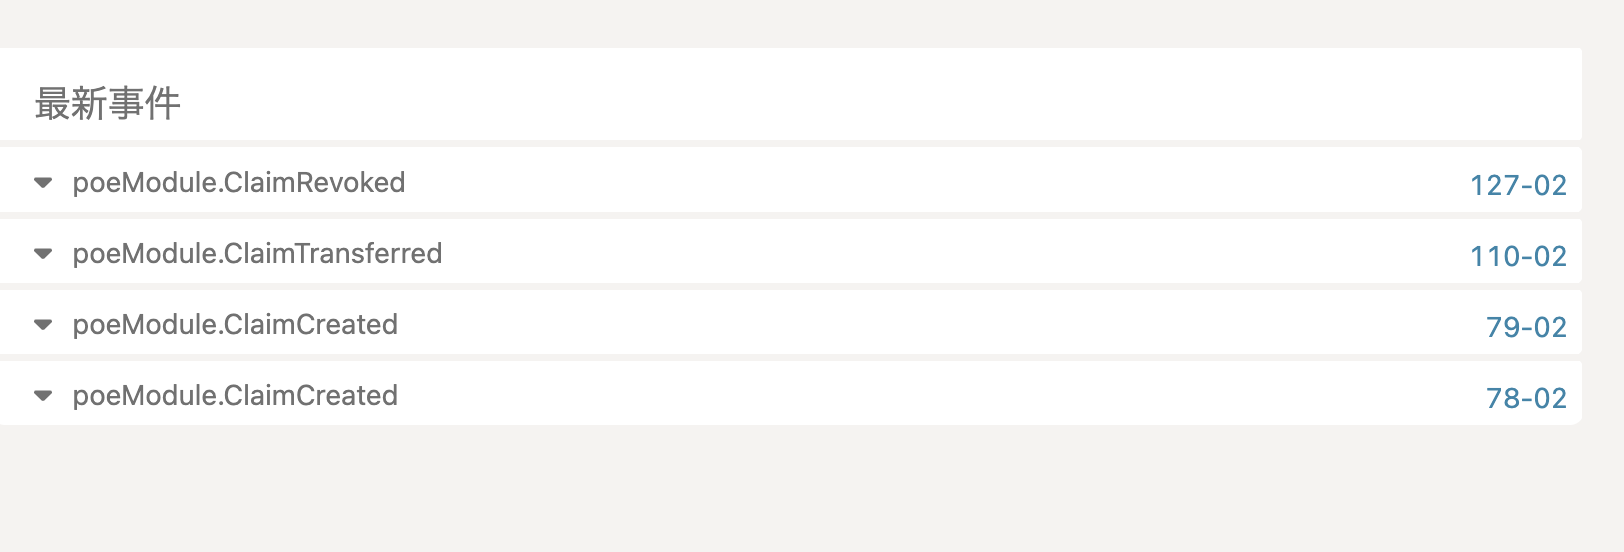 最新事件
poeModule.ClaimRevoked 127-02
poeModule.ClaimTransferred 110-02
poeModule.ClaimCreated 79-02
poeModule.ClaimCreated 78-02